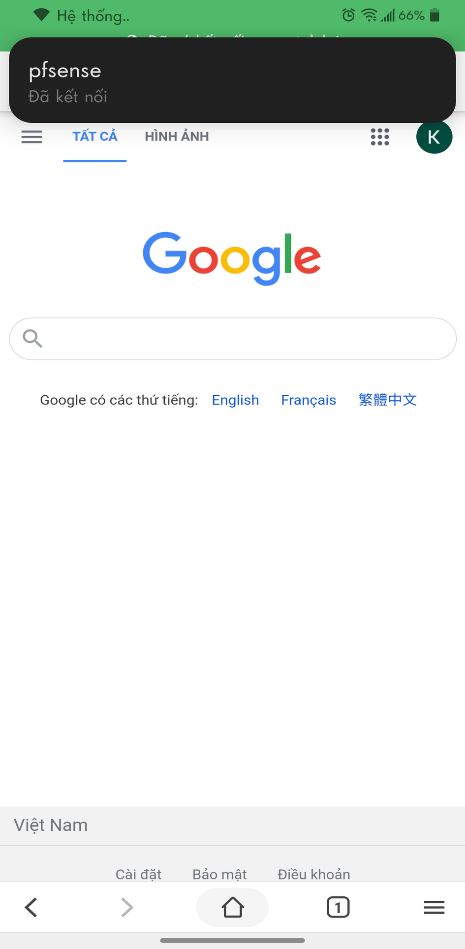 Hệ thống..
66%
pfsense
Đã kết nối
TẤT CẢ
HÌNH ẢNH
K
Google
Google có các thứ tiếng: English Français 繁體中文
Việt Nam
Cài đặt Bảo mật Điều khoản
1